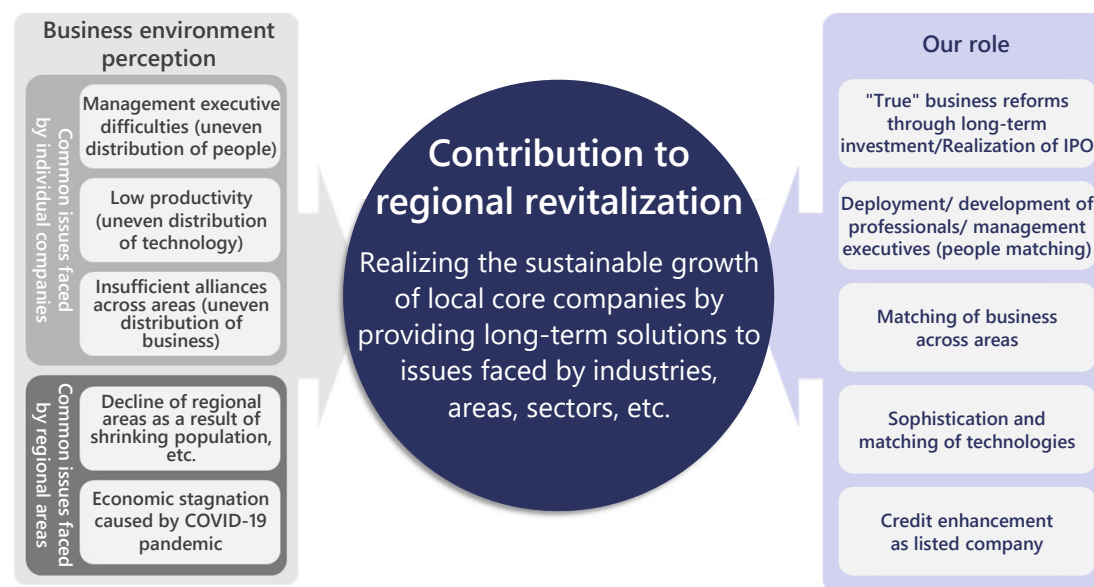 Business environment
perception
Common issues faced
by individual companies
Management executive
difficulties (uneven
distribution of people)
Low productivity
(uneven distribution
of technology)
Insufficient alliances
across areas (uneven
distribution of
business)
Common issues faced
by regional areas
Decline of regional
areas as a result of
shrinking population,
etc.
Economic stagnation
caused by COVID-19
pandemic
Contribution to
regional revitalization
Realizing the sustainable growth
of local core companies by
providing long-term solutions to
issues faced by industries,
areas, sectors, etc.
Our role
"True" business reforms
through long-term
investment/Realization of IPO
Deployment/ development of
professionals/ management
executives (people matching)
Matching of business
across areas
Sophistication and
matching of technologies
Credit enhancement
as listed company